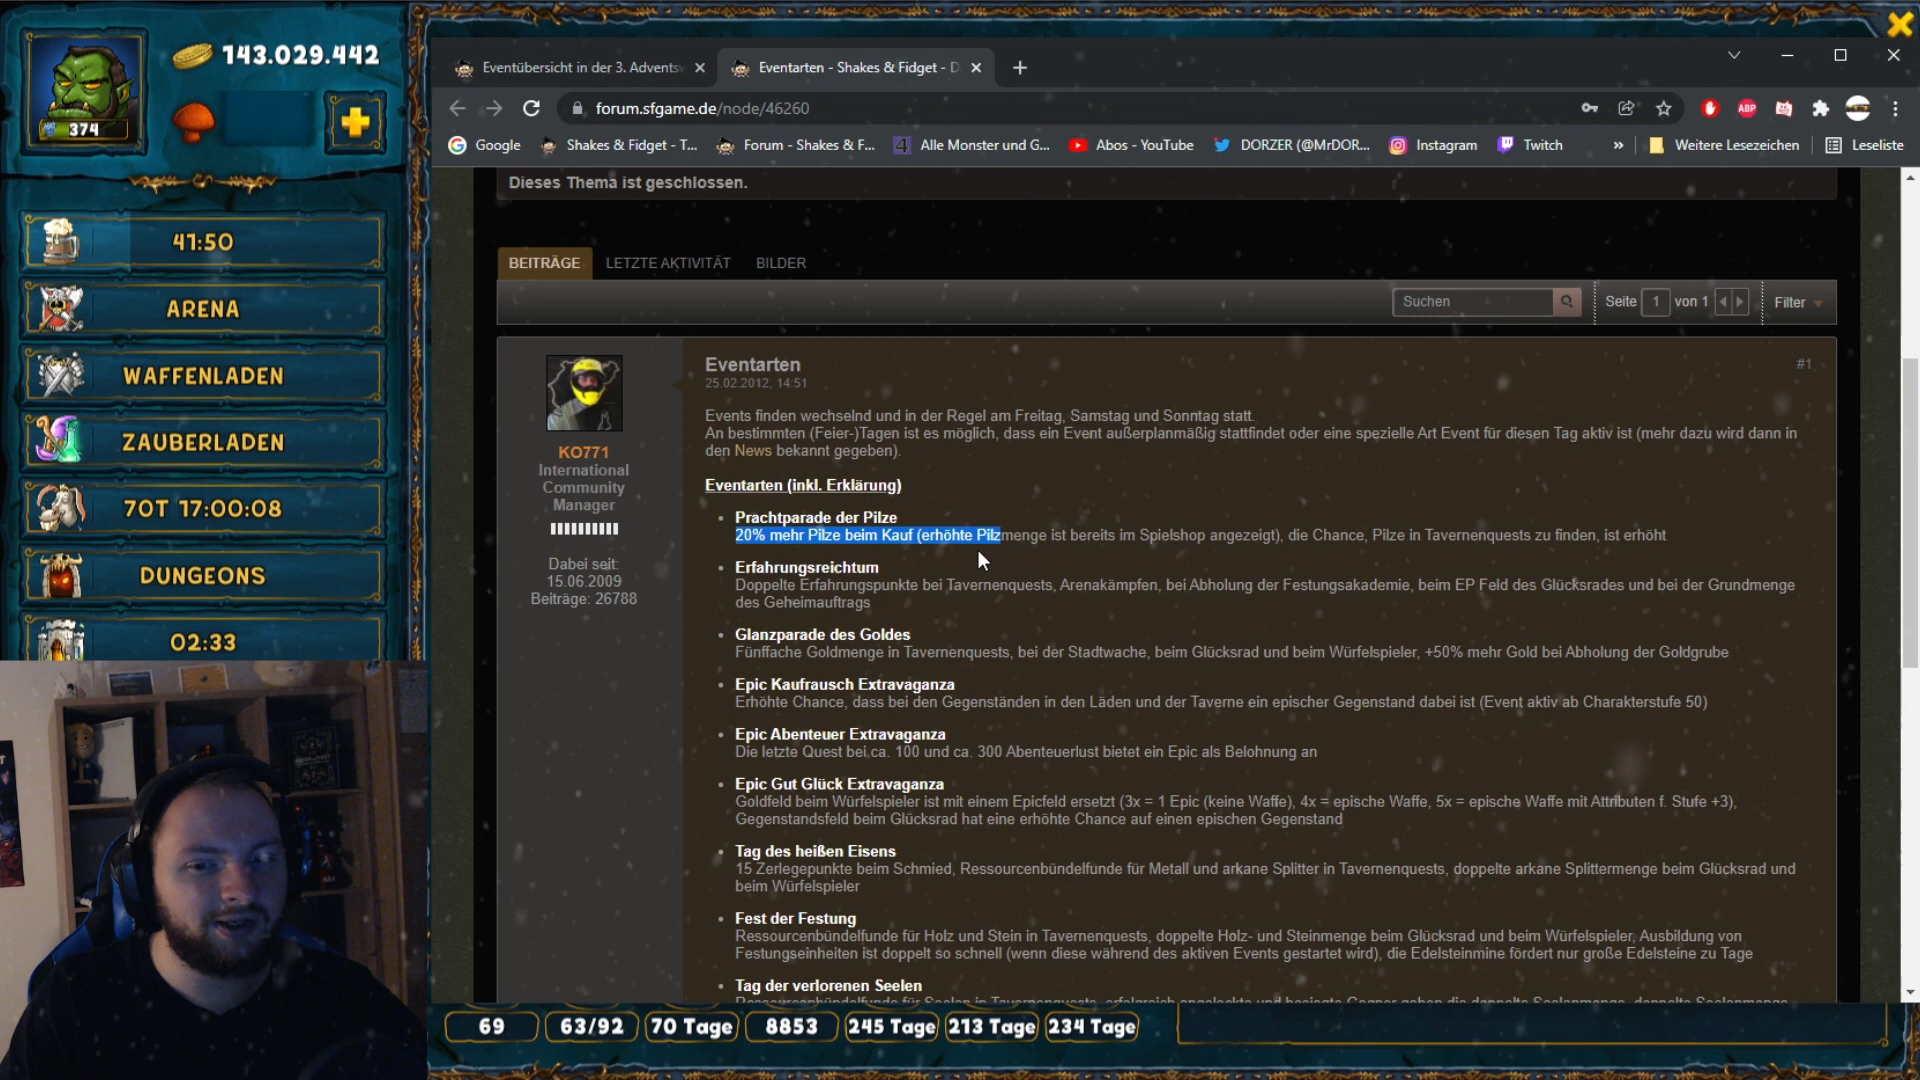 143.029.442
374
41:50
ARENA
WAFFENLADEN
ZAUBERLADEN
70T 17:00:08
DUNGEONS
02:33
Eventübersicht in der 3. Advents
Eventarten - Shakes & Fidget - D
forum.sfgame.de/node/46260
ABP
Google
Shakes & Fidget - T...
Forum - Shakes & F...
Alle Monster und G...
Abos - YouTube
DORZER (@MrDOR...
Instagram
Twitch
»
Weitere Lesezeichen
Leseliste
Dieses Thema ist geschlossen.
BEITRÄGE
LETZTE AKTIVITÄT
BILDER
Suchen
Seite 1 von 1
Filter
KO771
International
Community
Manager
Dabei seit:
15.06.2009
Beiträge: 26788
Eventarten
#1
25.02.2012, 14:51
Events finden wechselnd und in der Regel am Freitag, Samstag und Sonntag statt.
An bestimmten (Feier-)Tagen ist es möglich, dass ein Event außerplanmäßig stattfindet oder eine spezielle Art Event für diesen Tag aktiv ist (mehr dazu wird dann in
den News bekannt gegeben).
Eventarten (inkl. Erklärung)
• Prachtparade der Pilze
20% mehr Pilze beim Kauf (erhöhte Pilzmenge ist bereits im Spielshop angezeigt), die Chance, Pilze in Tavernenquests zu finden, ist erhöht
• Erfahrungsreichtum
Doppelte Erfahrungspunkte bei Tavernenquests, Arenakämpfen, bei Abholung der Festungsakademie, beim EP Feld des Glücksrades und bei der Grundmenge
des Geheimauftrags
• Glanzparade des Goldes
Fünffache Goldmenge in Tavernenquests, bei der Stadtwache, beim Glücksrad und beim Würfelspieler, +50% mehr Gold bei Abholung der Goldgrube
• Epic Kaufrausch Extravaganza
Erhöhte Chance, dass bei den Gegenständen in den Läden und der Taverne ein epischer Gegenstand dabei ist (Event aktiv ab Charakterstufe 50)
• Epic Abenteuer Extravaganza
Die letzte Quest bei ca. 100 und ca. 300 Abenteuerlust bietet ein Epic als Belohnung an
• Epic Gut Glück Extravaganza
Goldfeld beim Würfelspieler ist mit einem Epicfeld ersetzt (3x = 1 Epic (keine Waffe), 4x = epische Waffe, 5x = epische Waffe mit Attributen f. Stufe +3),
Gegenstandsfeld beim Glücksrad hat eine erhöhte Chance auf einen epischen Gegenstand
• Tag des heißen Eisens
15 Zerlegepunkte beim Schmied, Ressourcenbündelfunde für Metall und arkane Splitter in Tavernenquests, doppelte arkane Splittermenge beim Glücksrad und
beim Würfelspieler
• Fest der Festung
Ressourcenbündelfunde für Holz und Stein in Tavernenquests, doppelte Holz- und Steinmenge beim Glücksrad und beim Würfelspieler, Ausbildung von
Festungseinheiten ist doppelt so schnell (wenn diese während des aktiven Events gestartet wird), die Edelsteinmine fördert nur große Edelsteine zu Tage
• Tag der verlorenen Seelen
Ressourcenbündelfunde für Seelen in Tavernenquests, erfolgreich angelockte und besiegte Gegner geben die doppelte Seelenmenge, doppelte Seelenmenge
69
63/92
70 Tage
8853
245 Tage
213 Tage
234 Tage